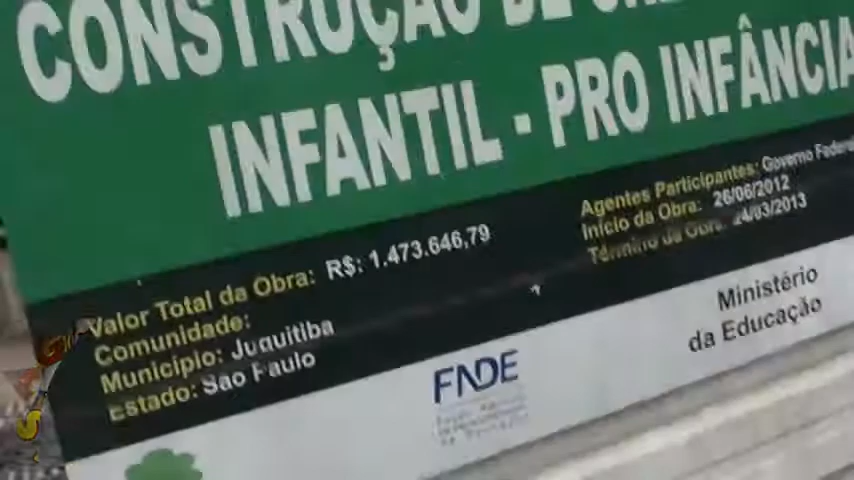 CONSTRUÇÃO DE
INFANTIL - PRO INFÂNCIA
Valor Total da Obra: R$: 1.473.646,79
Comunidade:
Município: Juquitiba
Estado: São Paulo
Agentes Participantes: Governo Federal
Início da Obra: 26/06/2012
Término da Obra: 24/03/2013
FNDE
Ministério
da Educação